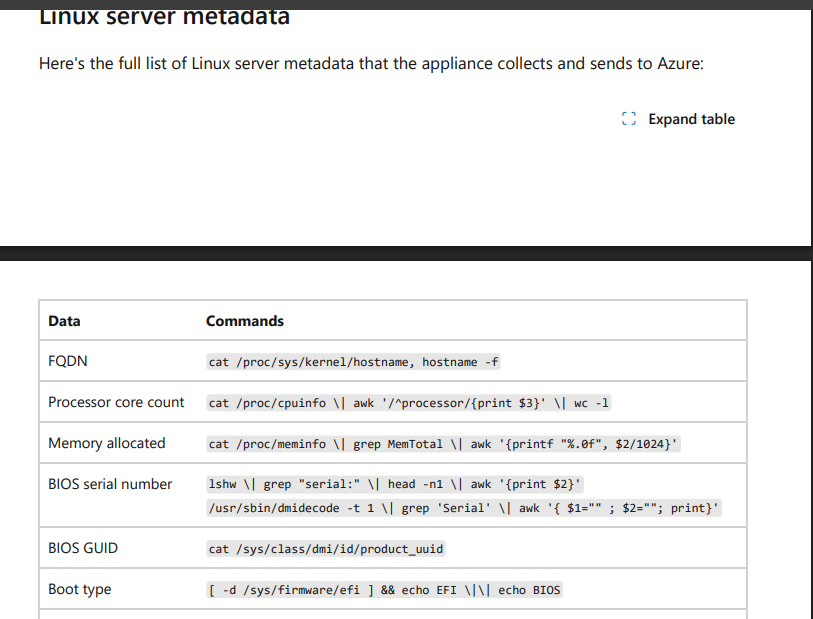 Linux server metadata
Here's the full list of Linux server metadata that the appliance collects and sends to Azure:
Expand table
Data Commands
FQDN cat /proc/sys/kernel/hostname, hostname -f
Processor core count cat /proc/cpuinfo \| awk '/^processor/{print $3}' \| wc -l
Memory allocated cat /proc/meminfo \| grep MemTotal \| awk '{printf "%.0f", $2/1024}'
BIOS serial number lshw \| grep "serial:" \| head -n1 \| awk '{print $2}'
/usr/sbin/dmidecode -t 1 \| grep 'Serial' \| awk '{ $1="" ; $2=""; print}'
BIOS GUID cat /sys/class/dmi/id/product_uuid
Boot type [ -d /sys/firmware/efi ] && echo EFI \|\| echo BIOS